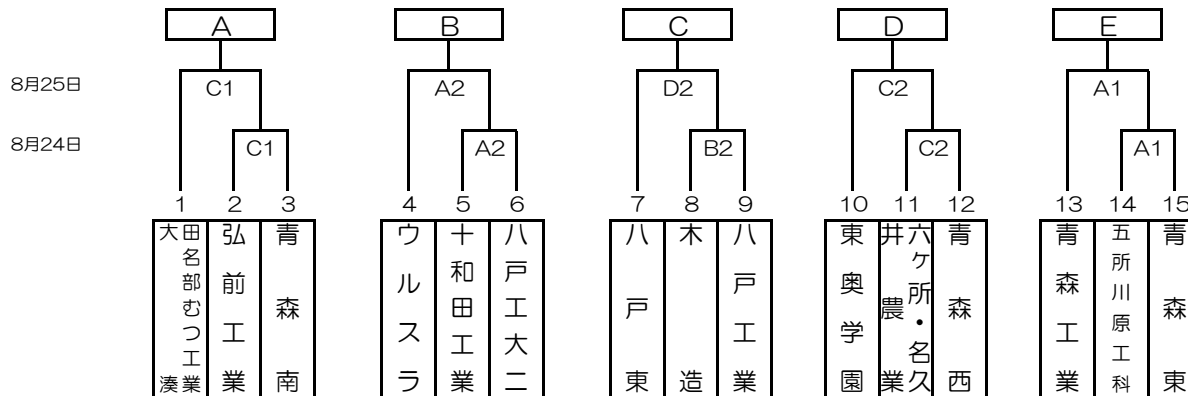 A B C D E
8月25日 C1 A2 D2 C2 A1
8月24日 C1 A2 B2 C2 A1
1 2 3 4 5 6 7 8 9 10 11 12 13 14 15
田名部むつ工業
大湊
弘前工業
青森南
ウルスラ
十和田工業
八戸工大二
八戸東
木造
八戸工業
東奥学園
六ヶ所・名久
井農業
青森西
青森工業
五所川原工科
青森東